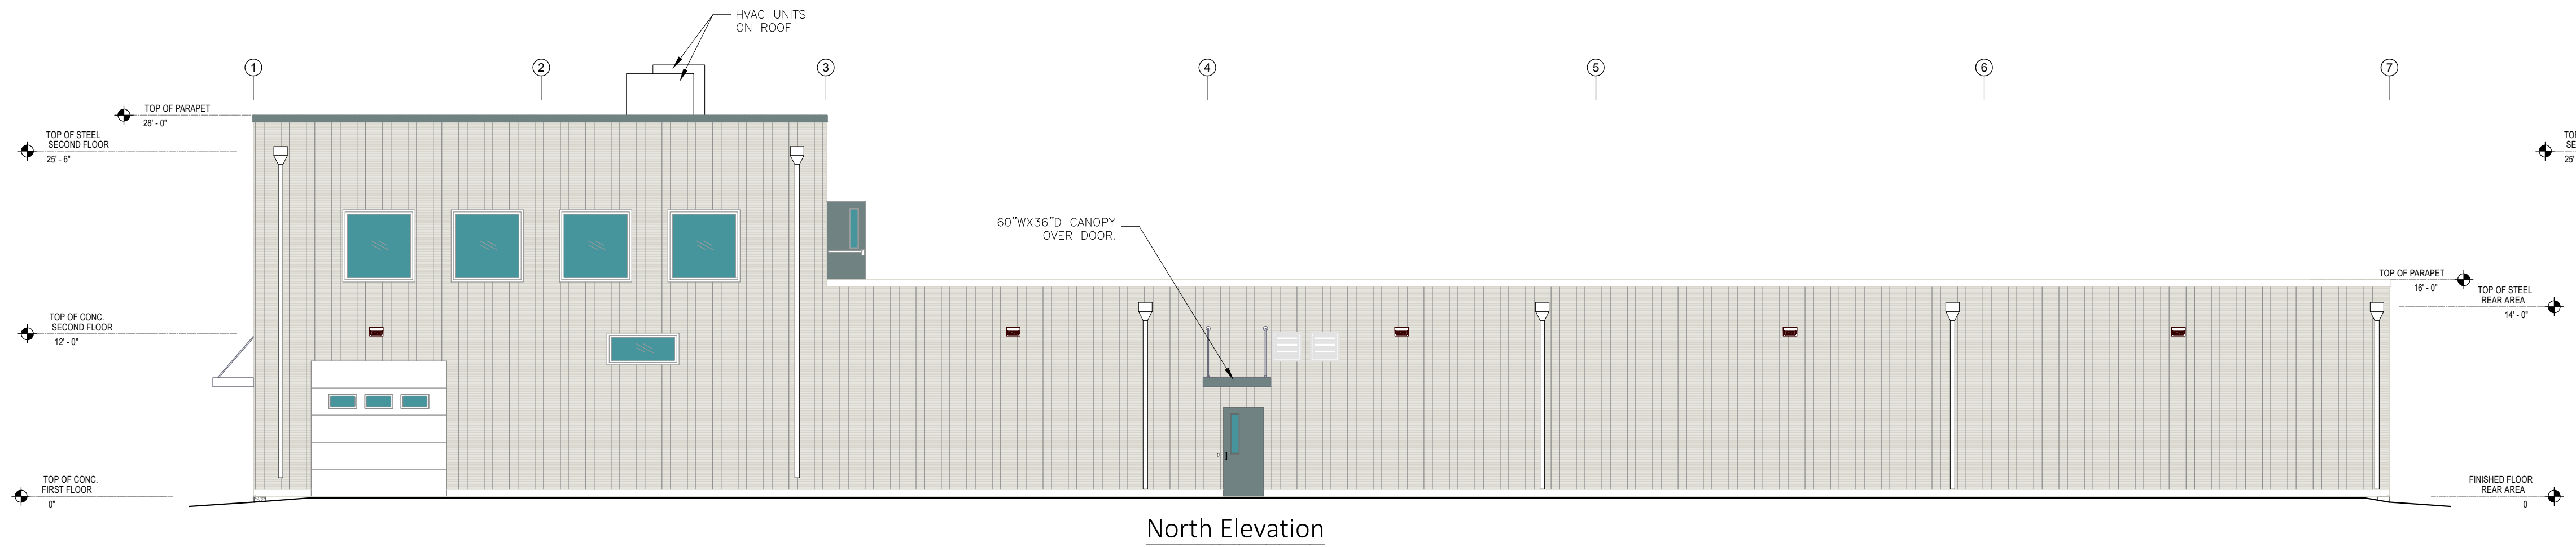 HVAC UNITS
ON ROOF
1
2
3
4
5
6
7
TOP OF PARAPET
28' - 0"
TOP OF STEEL
SECOND FLOOR
25' - 6"
TOP OF CONC.
SECOND FLOOR
12' - 0"
TOP OF CONC.
FIRST FLOOR
0"
60"WX36"D CANOPY
OVER DOOR.
TOP OF PARAPET
16' - 0"
TOP OF STEEL
REAR AREA
14' - 0"
FINISHED FLOOR
REAR AREA
0
25'
North Elevation